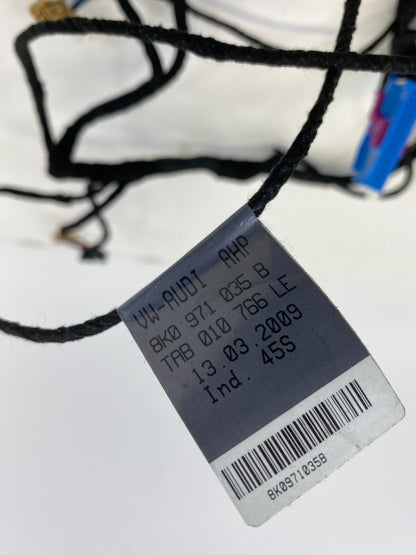 VW-AUDI AHP
8K0 971 035 B
TAB 010 766 LE
13.03.2009
Ind. 45S
8K0971035B